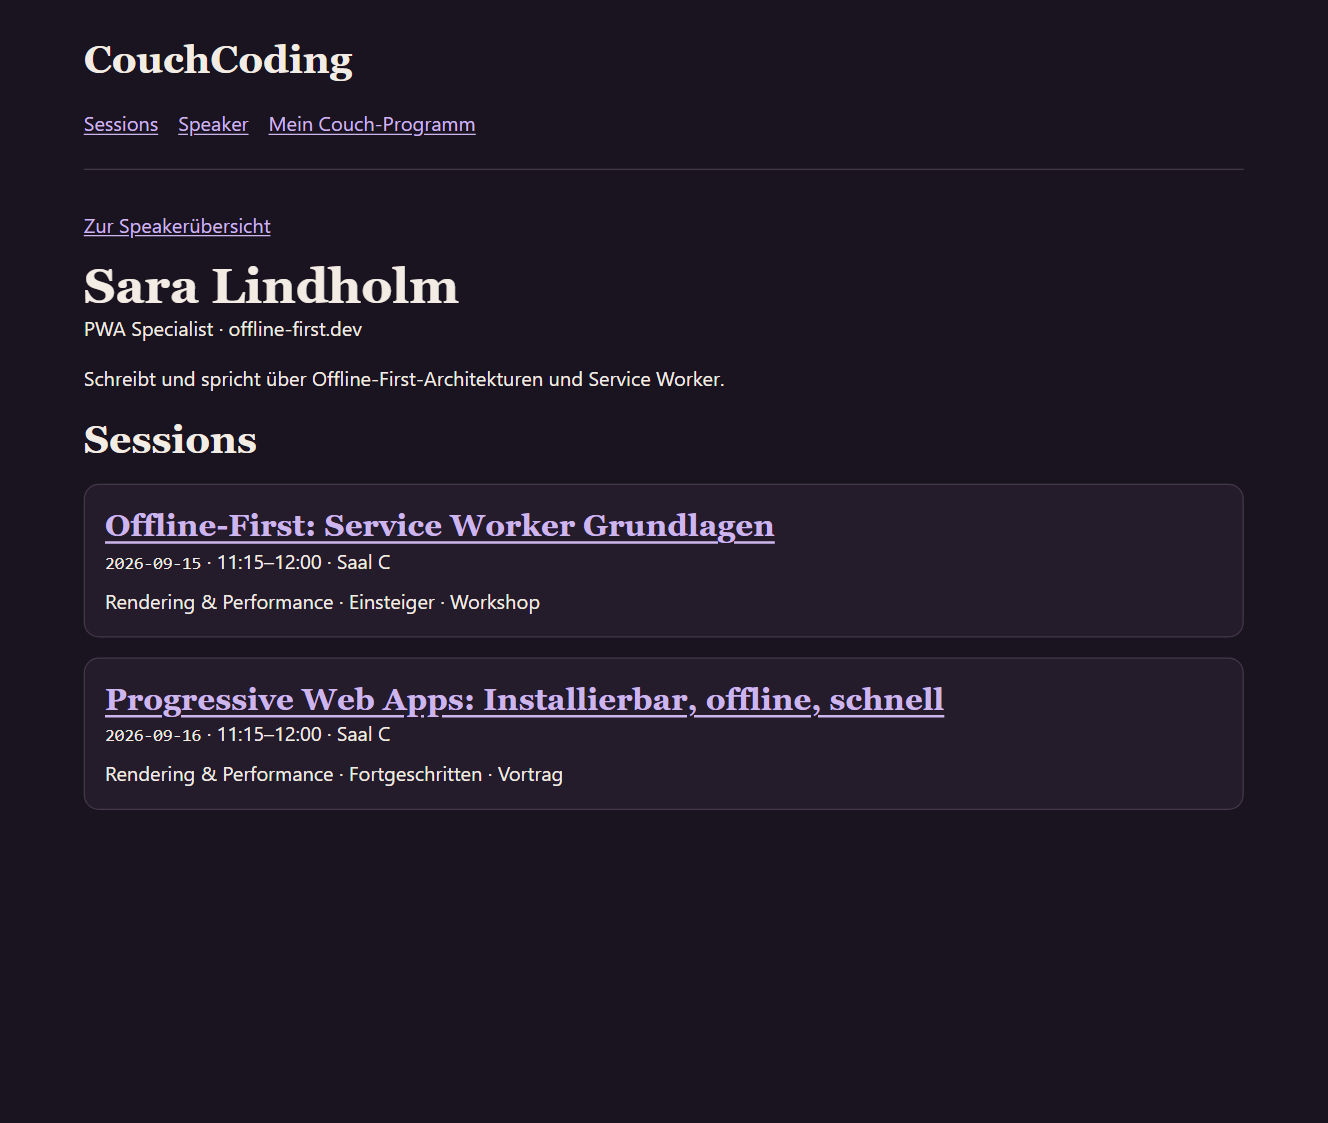 CouchCoding
Sessions Speaker Mein Couch-Programm
Zur Speakerübersicht
Sara Lindholm
PWA Specialist · offline-first.dev
Schreibt und spricht über Offline-First-Architekturen und Service Worker.
Sessions
Offline-First: Service Worker Grundlagen
2026-09-15 · 11:15–12:00 · Saal C
Rendering & Performance · Einsteiger · Workshop
Progressive Web Apps: Installierbar, offline, schnell
2026-09-16 · 11:15–12:00 · Saal C
Rendering & Performance · Fortgeschritten · Vortrag